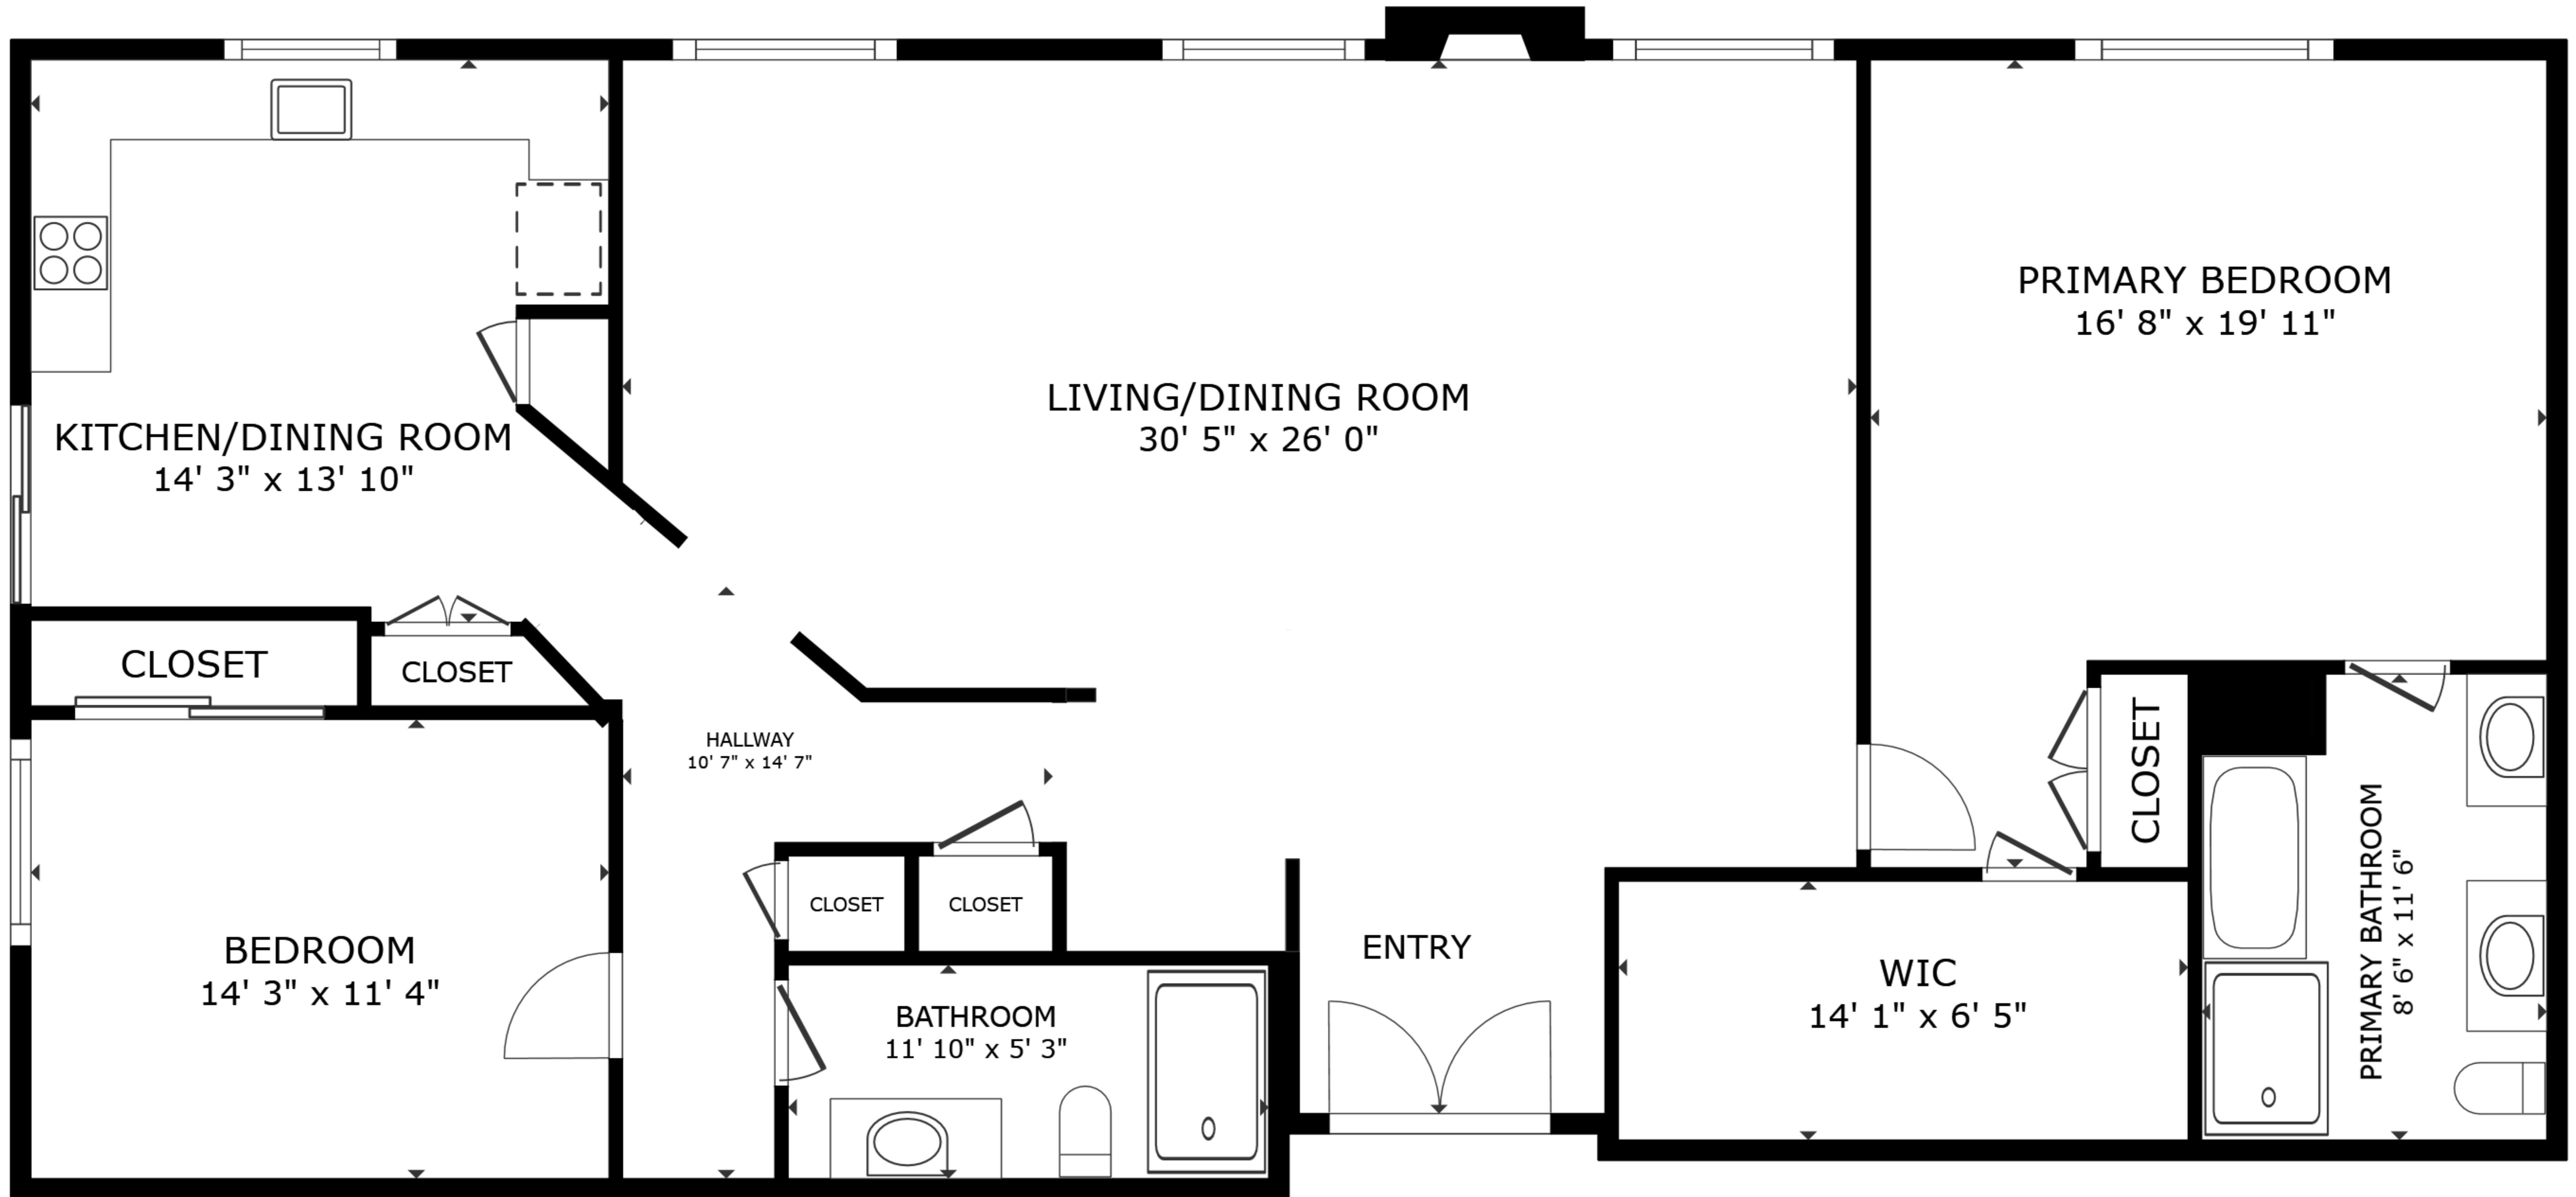 PRIMARY BEDROOM
16' 8" x 19' 11"
LIVING/DINING ROOM
30' 5" x 26' 0"
KITCHEN/DINING ROOM
14' 3" x 13' 10"
CLOSET
CLOSET
HALLWAY
10' 7" x 14' 7"
CLOSET
CLOSET
CLOSET
BEDROOM
14' 3" x 11' 4"
ENTRY
WIC
14' 1" x 6' 5"
PRIMARY BATHROOM
8' 6" x 11' 6"
BATHROOM
11' 10" x 5' 3"